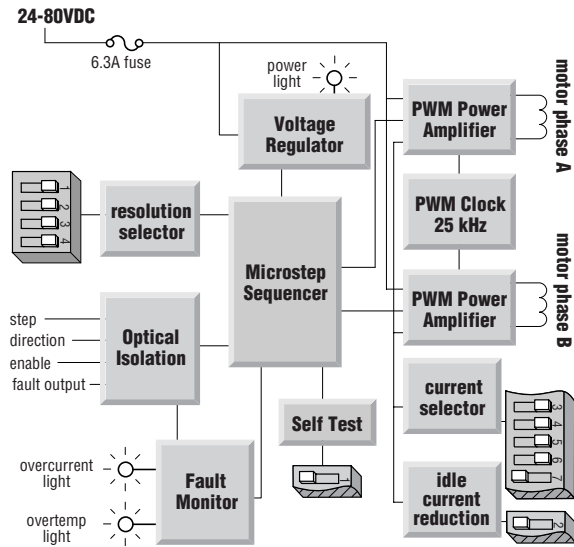 24-80VDC
6.3A fuse
power
light
motor phase A
PWM Power
Amplifier
Voltage
Regulator
1
2
3
4
resolution
selector
PWM Clock
25 kHz
Microstep
Sequencer
motor phase B
PWM Power
Amplifier
step
direction
enable
fault output
Optical
Isolation
current
selector
3
4
5
6
7
Self Test
1
overcurrent
light
overtemp
light
Fault
Monitor
idle
current
reduction
2